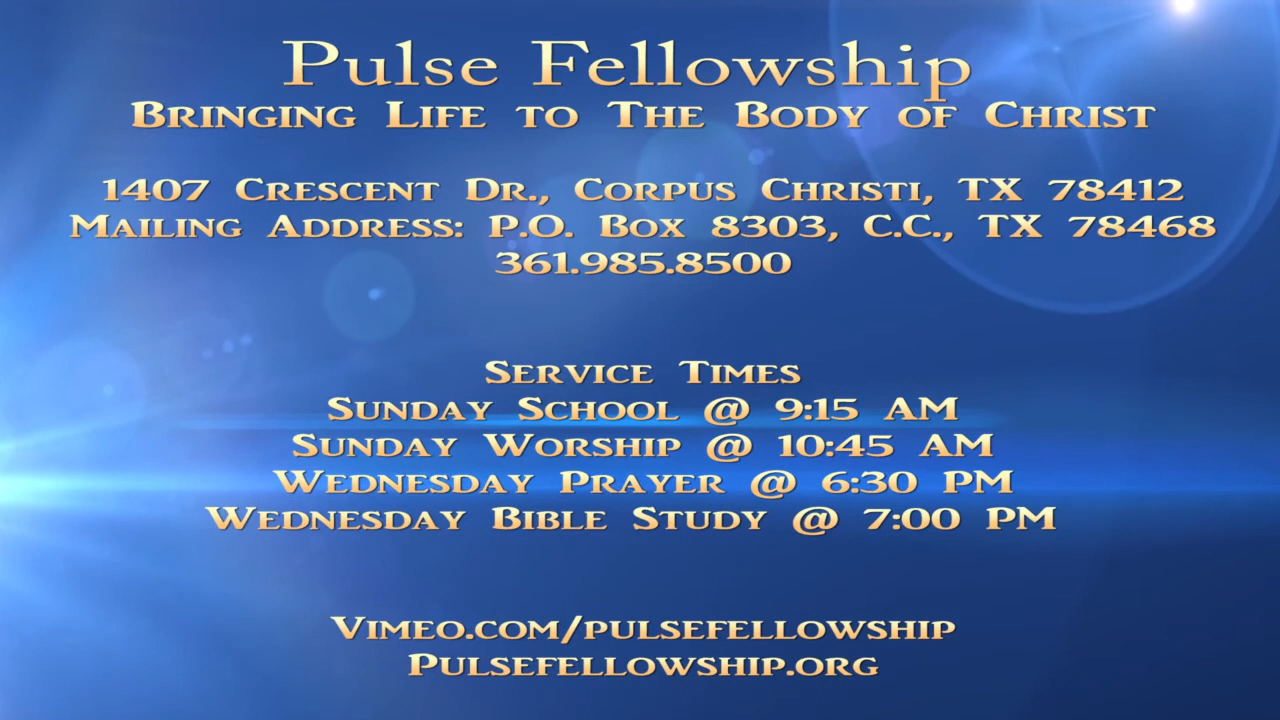 Pulse Fellowship
Bringing Life to The Body of Christ
1407 Crescent Dr., Corpus Christi, TX 78412
Mailing Address: P.O. Box 8303, C.C., TX 78468
361.985.8500
Service Times
Sunday School @ 9:15 AM
Sunday Worship @ 10:45 AM
Wednesday Prayer @ 6:30 PM
Wednesday Bible Study @ 7:00 PM
Vimeo.com/pulsefellowship
Pulsefellowship.org